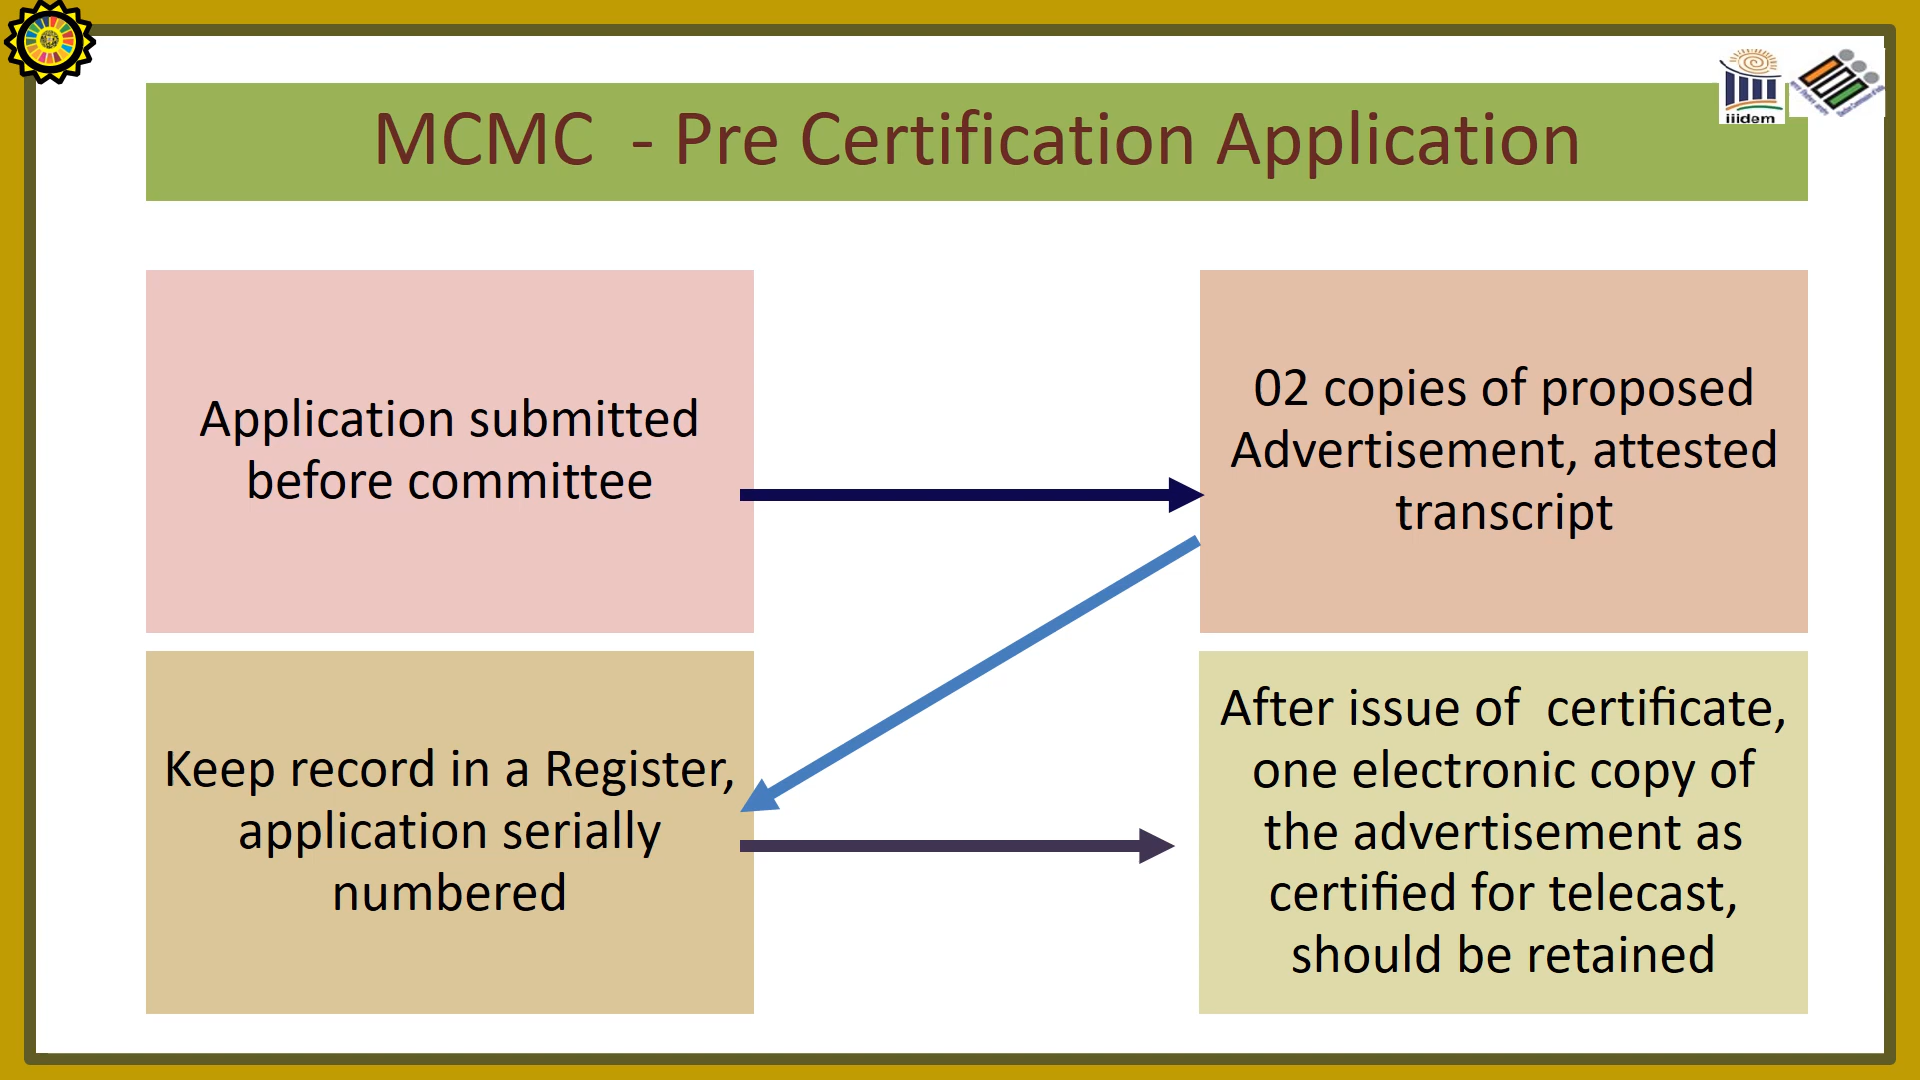 MCMC  - Pre Certification Application
iiidem
Application submitted
before committee
02 copies of proposed
Advertisement, attested
transcript
Keep record in a Register,
application serially
numbered
After issue of  certificate,
one electronic copy of
the advertisement as
certified for telecast,
should be retained